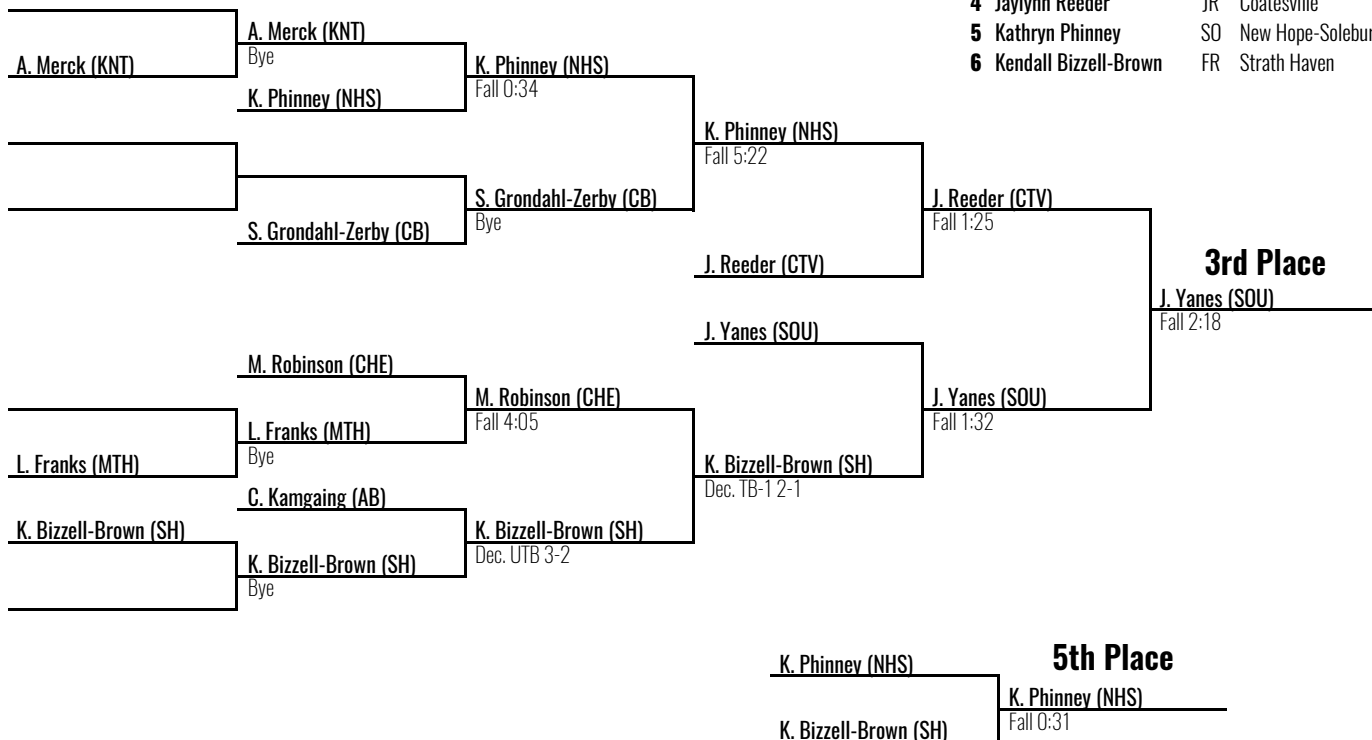 4 Jaylynn Reeder JR Coatesville
5 Kathryn Phinney SO New Hope-Solebur
6 Kendall Bizzell-Brown FR Strath Haven
A. Merck (KNT)
A. Merck (KNT)
Bye
K. Phinney (NHS)
K. Phinney (NHS)
Fall 0:34
K. Phinney (NHS)
Fall 5:22
S. Grondahl-Zerby (CB)
S. Grondahl-Zerby (CB)
Bye
J. Reeder (CTV)
J. Reeder (CTV)
Fall 1:25
3rd Place
J. Yanes (SOU)
Fall 2:18
J. Yanes (SOU)
J. Yanes (SOU)
Fall 1:32
M. Robinson (CHE)
M. Robinson (CHE)
Fall 4:05
L. Franks (MTH)
L. Franks (MTH)
Bye
K. Bizzell-Brown (SH)
Dec. TB-1 2-1
C. Kamgaing (AB)
K. Bizzell-Brown (SH)
K. Bizzell-Brown (SH)
Dec. UTB 3-2
K. Bizzell-Brown (SH)
Bye
5th Place
K. Phinney (NHS)
K. Phinney (NHS)
Fall 0:31
K. Bizzell-Brown (SH)